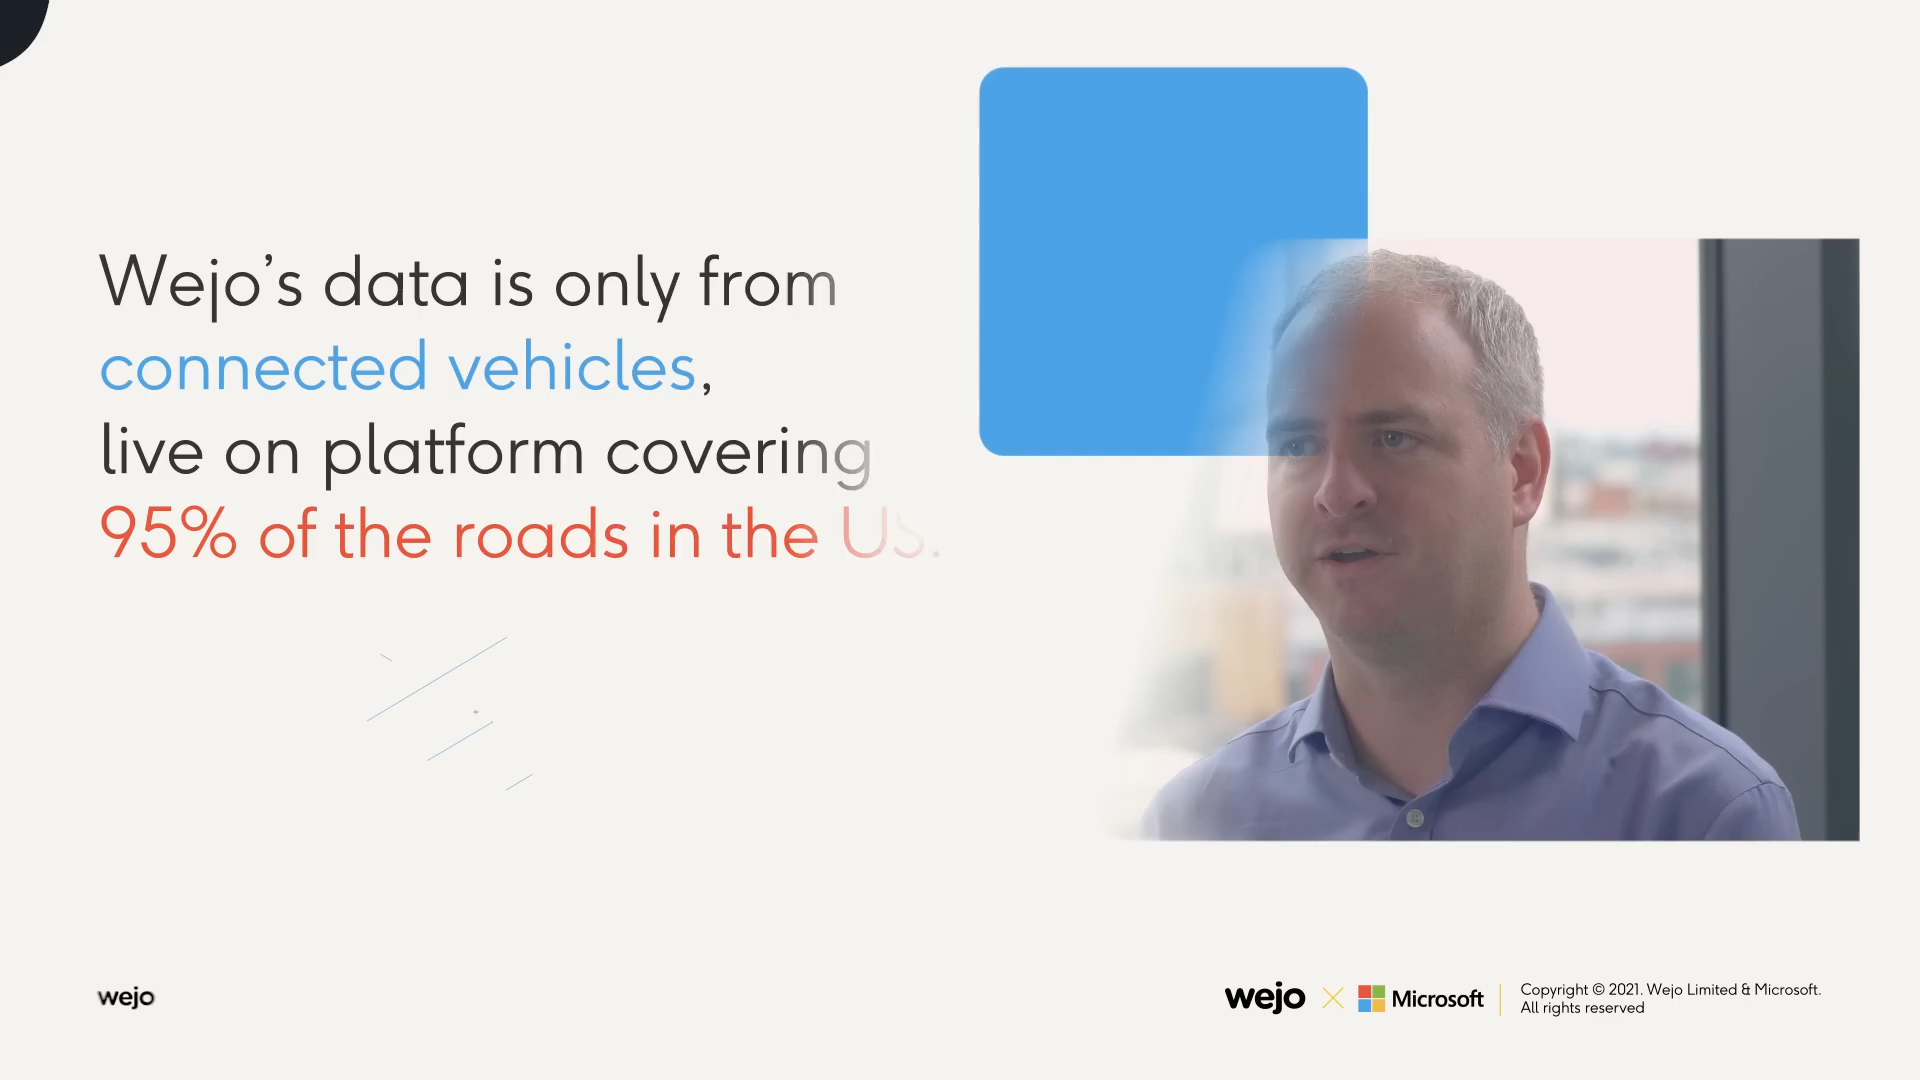 Wejo’s data is only from
connected vehicles,
live on platform covering
95% of the roads in the US.
wejo
wejo
Microsoft
Copyright © 2021. Wejo Limited & Microsoft.
All rights reserved